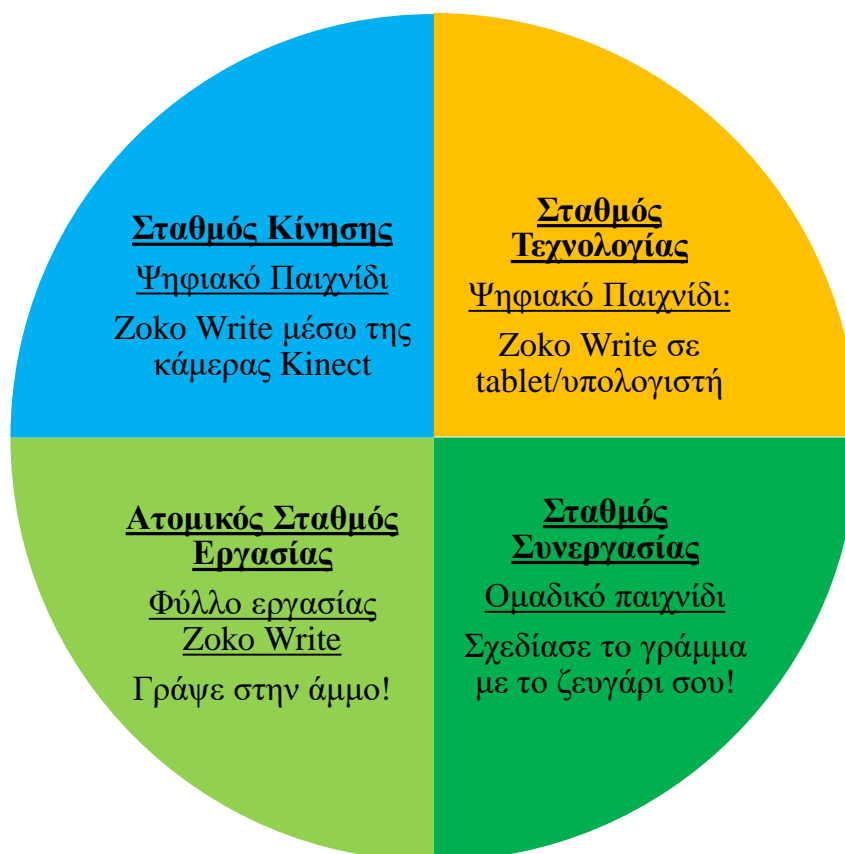 Σταθμός Κίνησης
Ψηφιακό Παιχνίδι
Zoko Write μέσω της
κάμερας Kinect
Σταθμός
Τεχνολογίας
Ψηφιακό Παιχνίδι:
Zoko Write σε
tablet/υπολογιστή
Ατομικός Σταθμός
Εργασίας
Φύλλο εργασίας
Zoko Write
Γράψε στην άμμο!
Σταθμός
Συνεργασίας
Ομαδικό παιχνίδι
Σχεδίασε το γράμμα
με το ζευγάρι σου!